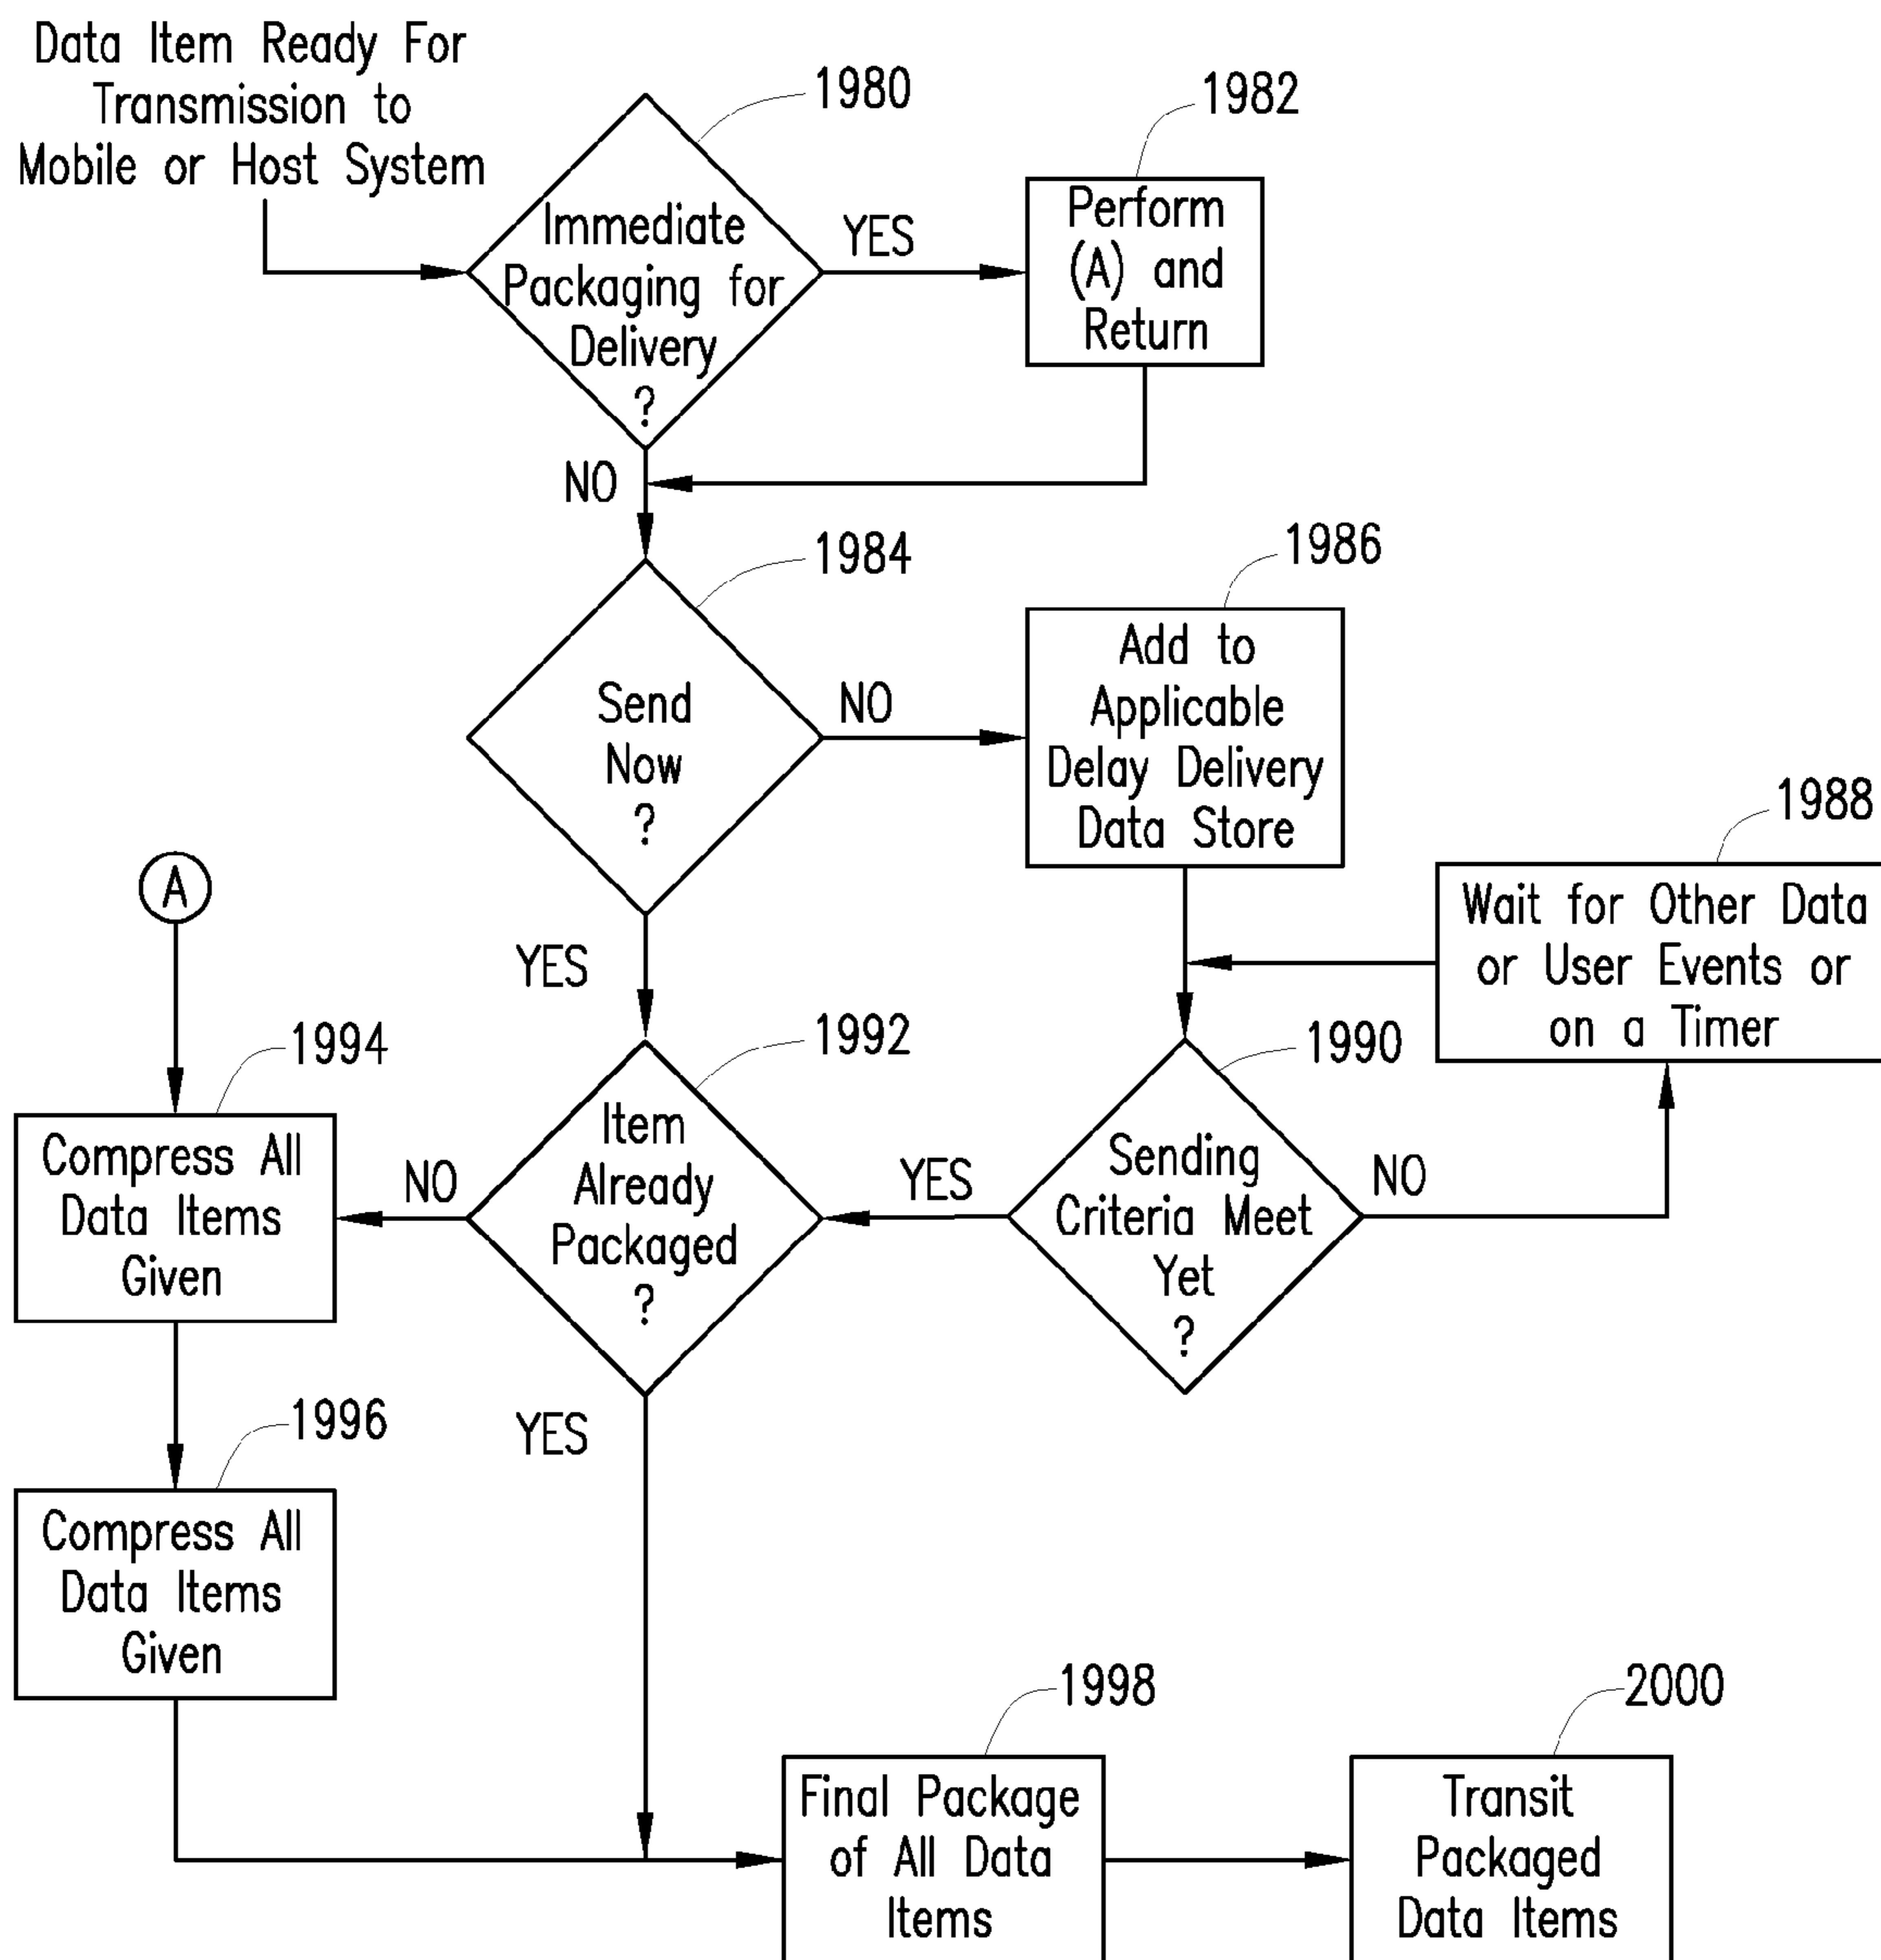 Data Item Ready For
Transmission to
Mobile or Host System
1980
Immediate
Packaging for
Delivery
?
YES
NO
1982
Perform
(A) and
Return
1984
Send
Now
?
NO
YES
1986
Add to
Applicable
Delay Delivery
Data Store
1988
Wait for Other Data
or User Events or
on a Timer
1990
Sending
Criteria Meet
Yet
?
NO
YES
1992
Item
Already
Packaged
?
NO
YES
A
1994
Compress All
Data Items
Given
1996
Compress All
Data Items
Given
1998
Final Package
of All Data
Items
2000
Transit
Packaged
Data Items